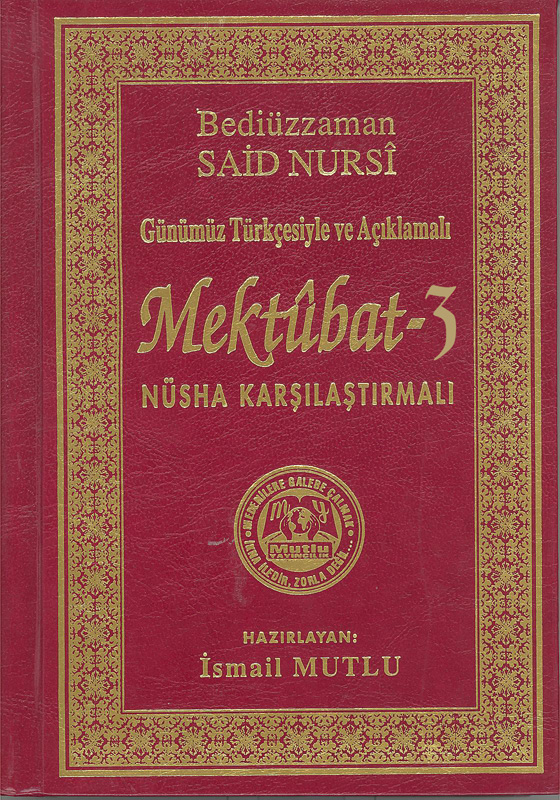 Bediüzzaman
SAİD NURSÎ
Günümüz Türkçesiyle ve Açıklamalı
Mektûbat-3
NÜSHA KARŞILAŞTIRMALI
• MEDENİLERE GALEBE ÇALMAK •
m y
Mutlu
YAYINCILIK
İKNA İLEDİR, ZORLA DEĞİL...
HAZIRLAYAN:
İsmail MUTLU